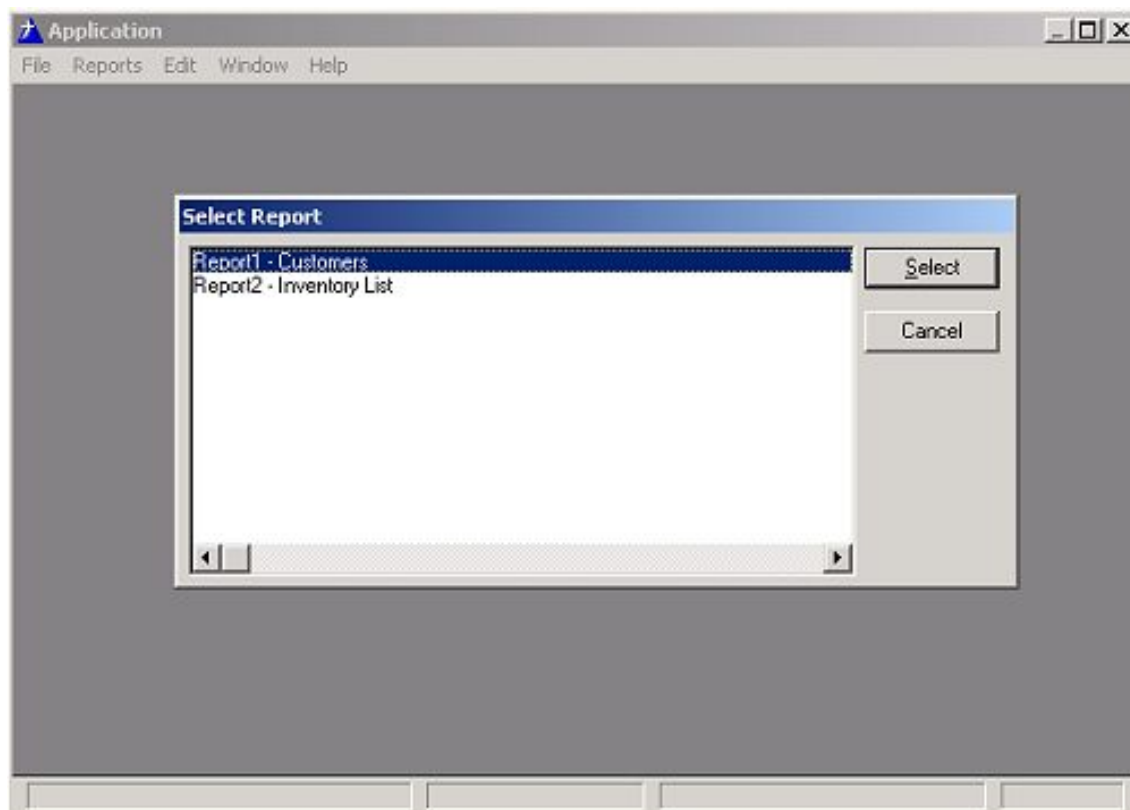 Application
File Reports Edit Window Help
Select Report
Report1 - Customers
Report2 - Inventory List
Select
Cancel